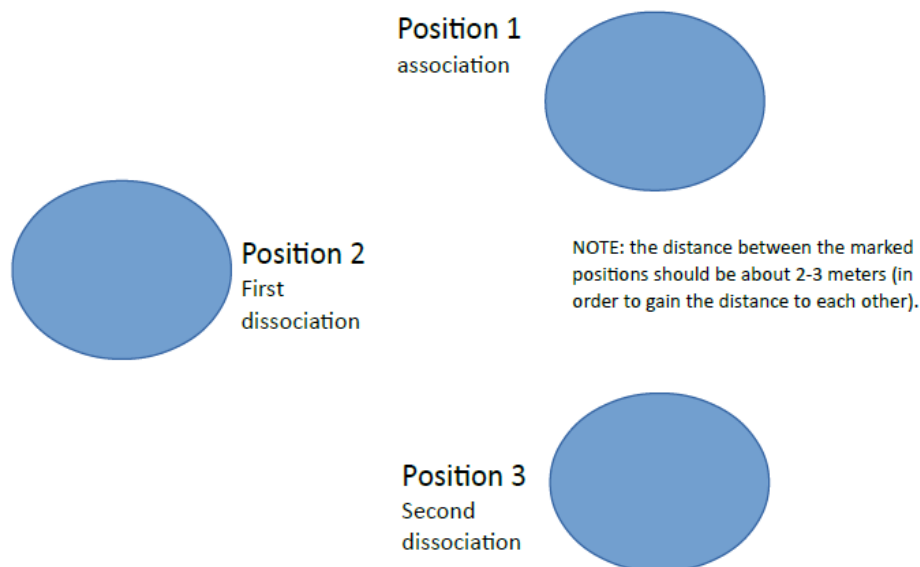 Position 1
association
Position 2
First
dissociation
NOTE: the distance between the marked
positions should be about 2-3 meters (in
order to gain the distance to each other).
Position 3
Second
dissociation